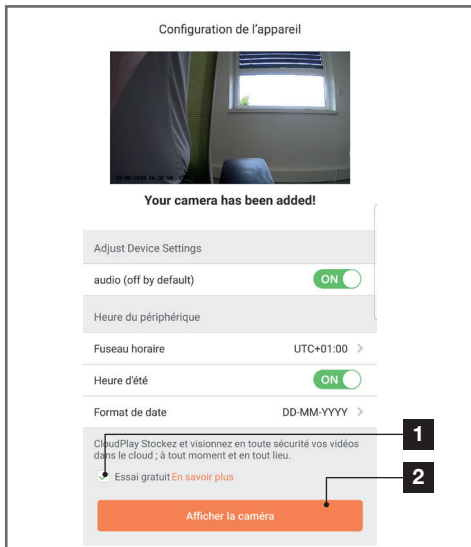 Configuration de l'appareil
Your camera has been added!
Adjust Device Settings
audio (off by default)
ON
Heure du périphérique
Fuseau horaire
UTC+01:00
Heure d'été
ON
Format de date
DD-MM-YYYY
CloudPlay Stockez et visionnez en toute sécurité vos vidéos
dans le cloud ; à tout moment et en tout lieu.
1
Essai gratuit En savoir plus
2
Afficher la caméra